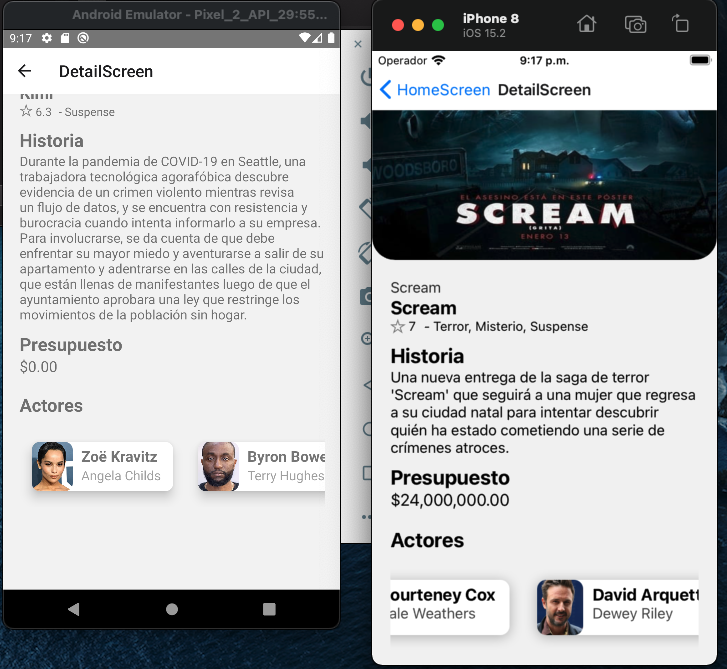 Android Emulator - Pixel_2_API_29:55...
9:17
DetailScreen
Kimi
6.3 - Suspense
Historia
Durante la pandemia de COVID-19 en Seattle, una
trabajadora tecnológica agorafóbica descubre
evidencia de un crimen violento mientras revisa
un flujo de datos, y se encuentra con resistencia y
burocracia cuando intenta informarlo a su empresa.
Para involucrarse, se da cuenta de que debe
enfrentar su mayor miedo y aventurarse a salir de su
apartamento y adentrarse en las calles de la ciudad,
que están llenas de manifestantes luego de que el
ayuntamiento aprobara una ley que restringe los
movimientos de la población sin hogar.
Presupuesto
$0.00
Actores
Zoë Kravitz
Angela Childs
Byron Bowe
Terry Hughes
iPhone 8
iOS 15.2
Operador
9:17 p.m.
HomeScreen DetailScreen
WOODSBORO
EL ASESINO ESTÁ EN ESTE PÓSTER
SCREAM
(GRITA)
ENERO 13
Scream
Scream
7 - Terror, Misterio, Suspense
Historia
Una nueva entrega de la saga de terror
'Scream' que seguirá a una mujer que regresa
a su ciudad natal para intentar descubrir
quién ha estado cometiendo una serie de
crímenes atroces.
Presupuesto
$24,000,000.00
Actores
ourteney Cox
ale Weathers
David Arquett
Dewey Riley